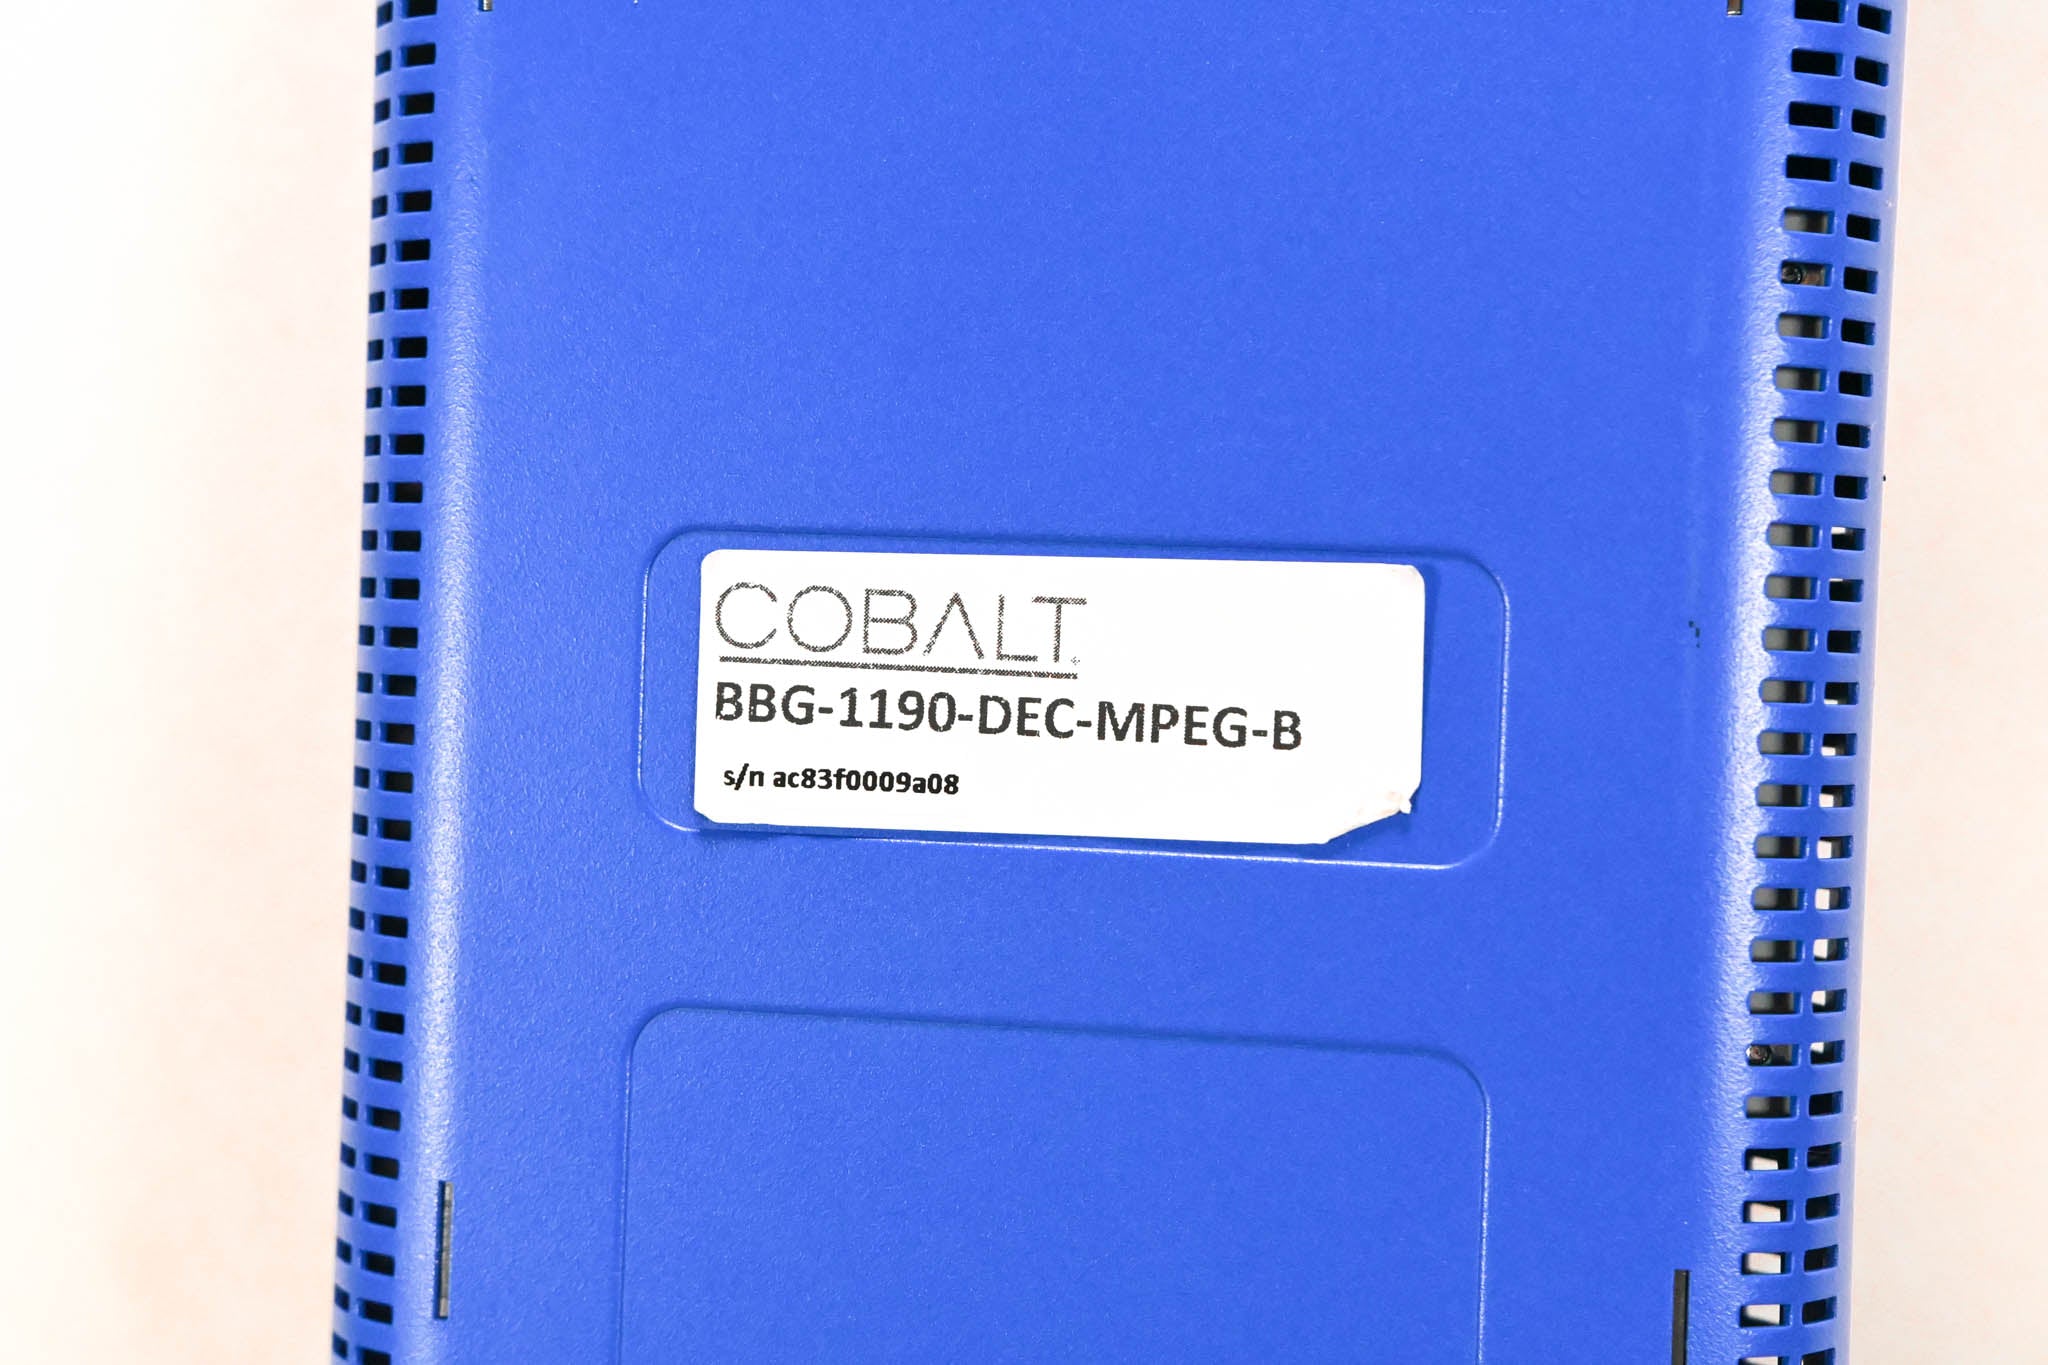 COBALT
BBG-1190-DEC-MPEG-B
s/n ac83f0009a08